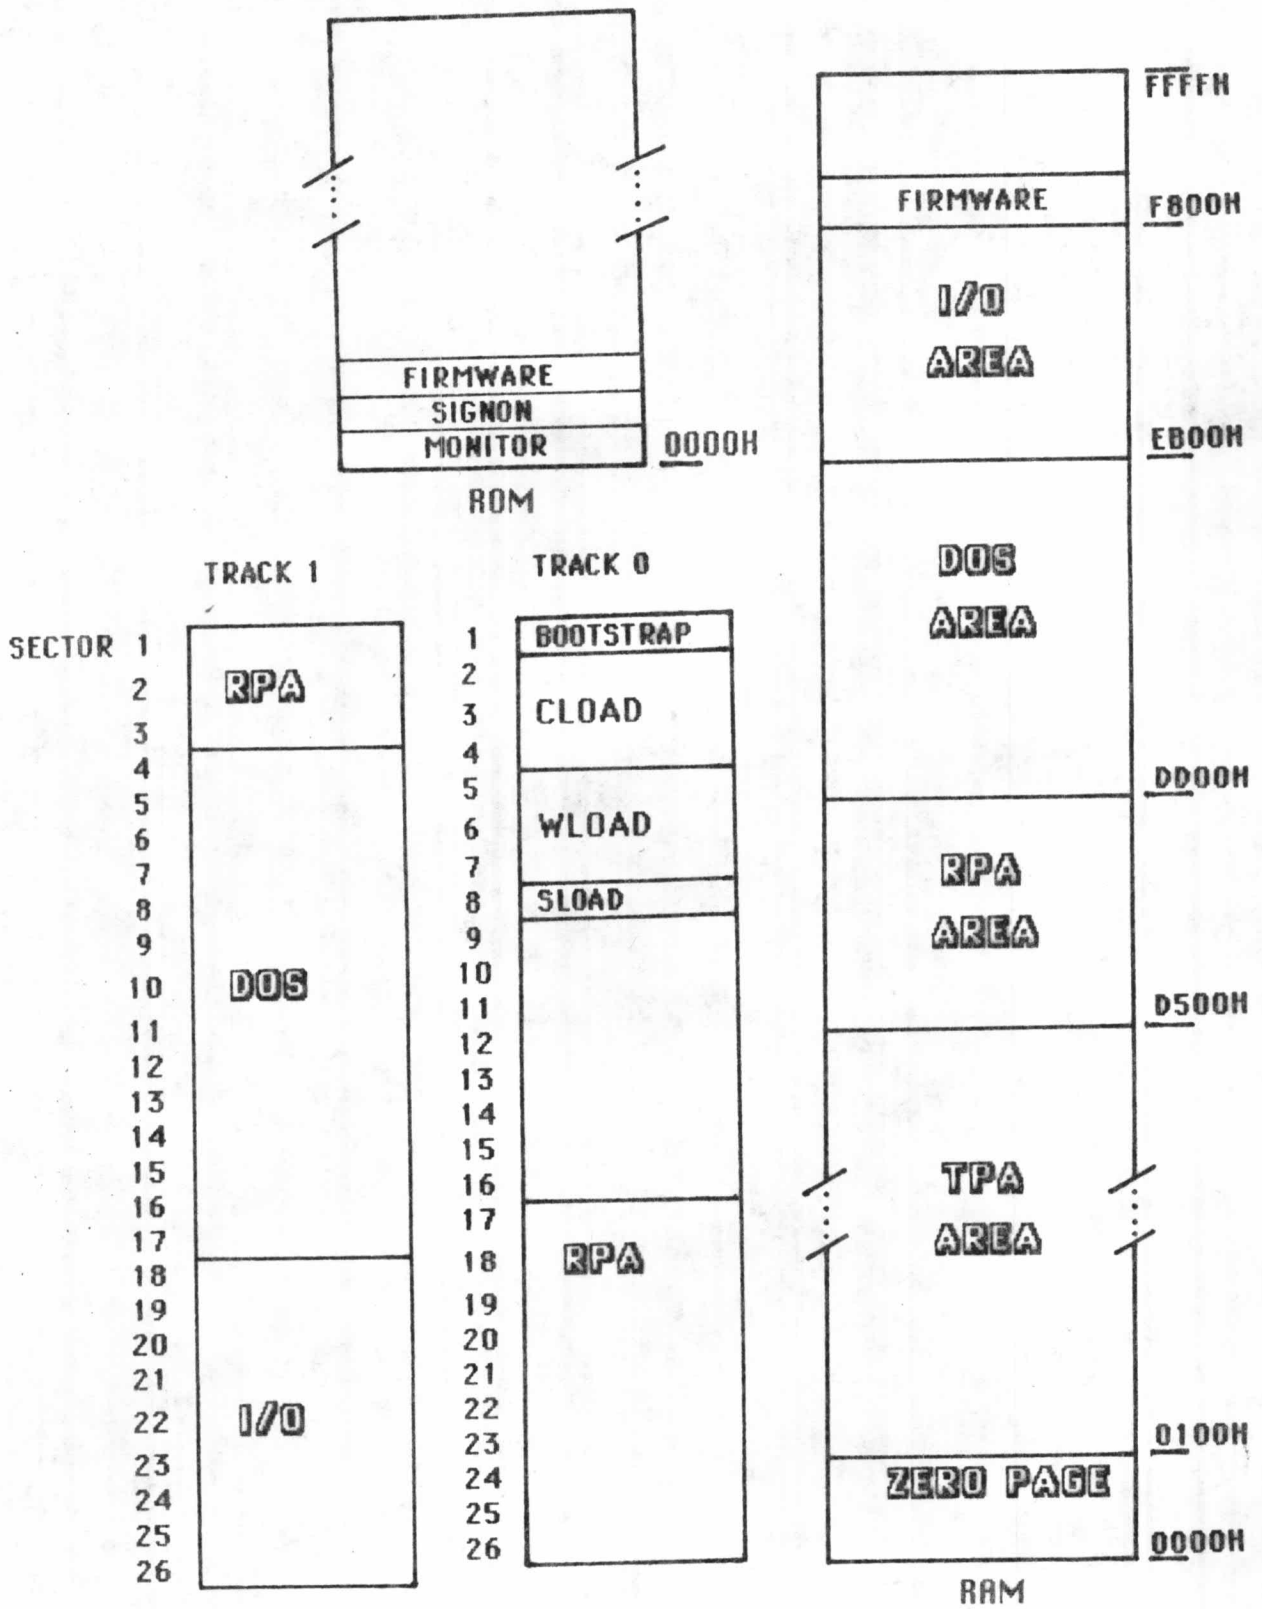 FIRMWARE
SIGNON
MONITOR
0000H
ROM
TRACK 1
SECTOR 1
2
3
4
5
6
7
8
9
10
11
12
13
14
15
16
17
18
19
20
21
22
23
24
25
26
RPA
DOS
I/O
TRACK 0
1
2
3
4
5
6
7
8
9
10
11
12
13
14
15
16
17
18
19
20
21
22
23
24
25
26
BOOTSTRAP
CLOAD
WLOAD
SLOAD
RPA
FFFFH
FIRMWARE
F800H
I/O
AREA
EB00H
DOS
AREA
DD00H
RPA
AREA
D500H
TPA
AREA
0100H
ZERO PAGE
0000H
RAM